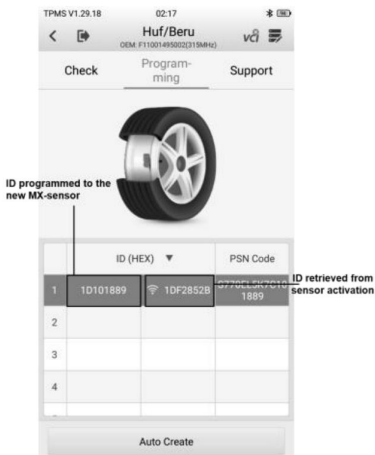 TPMS V1.29.18 02:17
Huf/Beru
OEM: F11001495002(315MHz)
vci
Check
Program-
ming
Support
ID programmed to the
new MX-sensor
ID (HEX) ▼ PSN Code
1 1D101889 1DF2852B
1889
ID retrieved from
sensor activation
2
3
4
Auto Create